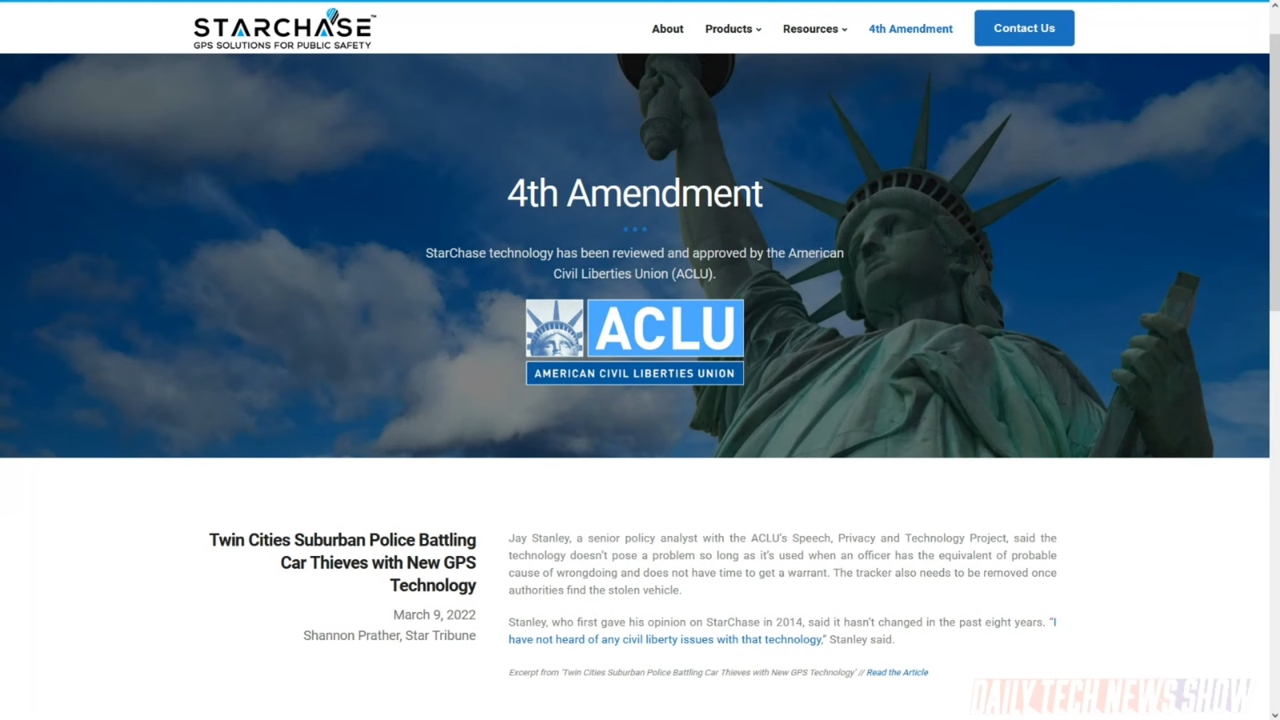 STARCHASE™
GPS SOLUTIONS FOR PUBLIC SAFETY
About
Products
Resources
4th Amendment
Contact Us
4th Amendment
StarChase technology has been reviewed and approved by the American
Civil Liberties Union (ACLU).
ACLU
AMERICAN CIVIL LIBERTIES UNION
Twin Cities Suburban Police Battling
Car Thieves with New GPS
Technology
March 9, 2022
Shannon Prather, Star Tribune
Jay Stanley, a senior policy analyst with the ACLU's Speech, Privacy and Technology Project, said the
technology doesn't pose a problem so long as it's used when an officer has the equivalent of probable
cause of wrongdoing and does not have time to get a warrant. The tracker also needs to be removed once
authorities find the stolen vehicle.
Stanley, who first gave his opinion on StarChase in 2014, said it hasn't changed in the past eight years. "I
have not heard of any civil liberty issues with that technology," Stanley said.
Excerpt from 'Twin Cities Suburban Police Battling Car Thieves with New GPS Technology' // Read the Article
DAILY TECH NEWS SHOW